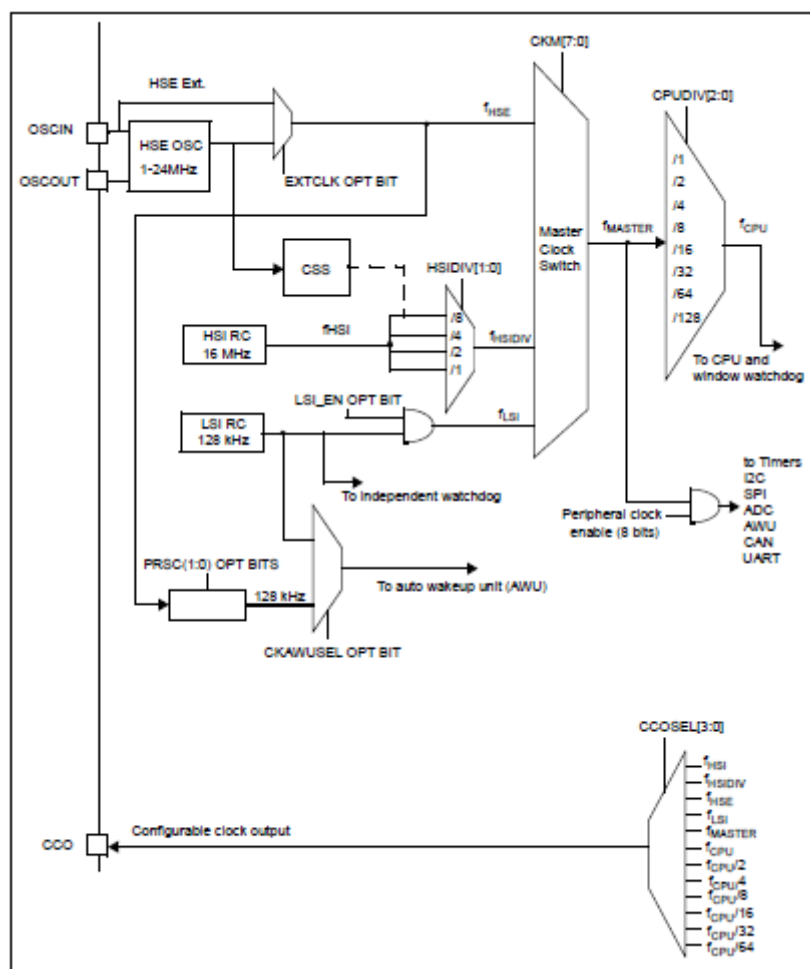 CKM[7:0]
HSE Ext.
CPUDIV[2:0]
OSCIN
fHSE
HSE OSC
1-24MHz
OSCOUT
EXTCLK OPT BIT
/1
/2
/4
/8
/16
/32
/64
/128
fMASTER
fCPU
Master
Clock
Switch
CSS
HSIDIV[1:0]
/8
/4
/2
/1
HSI RC
16 MHz
fHSI
fHSIDIV
To CPU and
window watchdog
LSI_EN OPT BIT
LSI RC
128 kHz
fLSI
To independent watchdog
to Timers
I2C
SPI
ADC
AWU
CAN
UART
Peripheral clock
enable (8 bits)
PRSC(1:0) OPT BITS
128 kHz
To auto wakeup unit (AWU)
CKAWUSEL OPT BIT
CCOSEL[3:0]
fHSI
fHSIDIV
fHSE
fLSI
fMASTER
fCPU
fCPU/2
fCPU/4
fCPU/8
fCPU/16
fCPU/32
fCPU/64
CCO
Configurable clock output